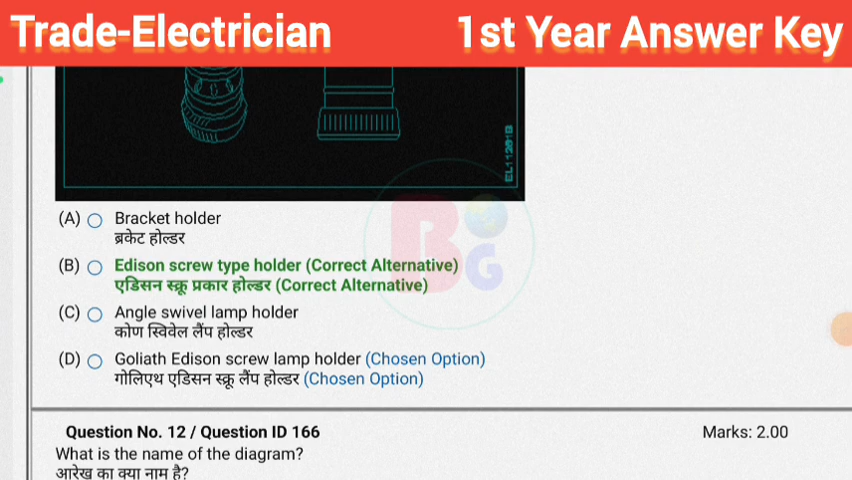 Trade-Electrician 1st Year Answer Key
EL11261B
(A) Bracket holder
ब्रकेट होल्डर
(B) Edison screw type holder (Correct Alternative)
एडिसन स्क्रू प्रकार होल्डर (Correct Alternative)
(C) Angle swivel lamp holder
कोण स्विवेल लैंप होल्डर
(D) Goliath Edison screw lamp holder (Chosen Option)
गोलिएथ एडिसन स्क्रू लैंप होल्डर (Chosen Option)
B G
Question No. 12 / Question ID 166 Marks: 2.00
What is the name of the diagram?
आरेख का क्या नाम है?